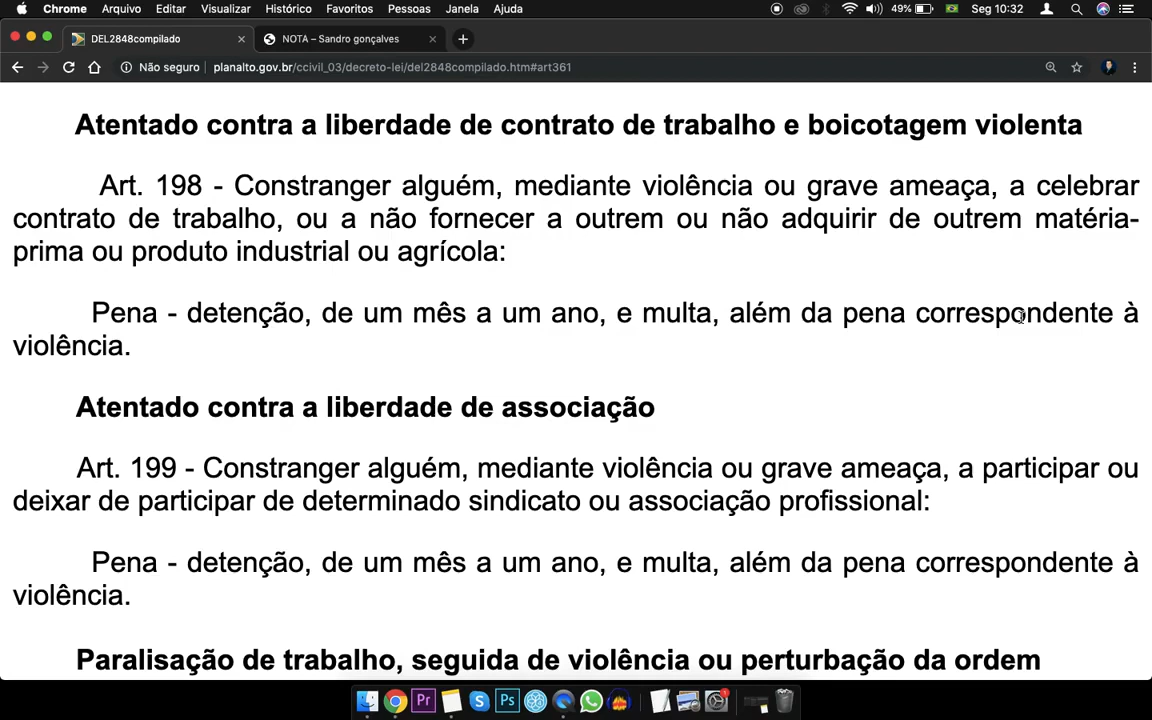 Chrome Arquivo Editar Visualizar Histórico Favoritos Pessoas Janela Ajuda 49% Seg 10:32
DEL2848compilado NOTA – Sandro gonçalves
Não seguro planalto.gov.br/ccivil_03/decreto-lei/del2848compilado.htm#art361
Atentado contra a liberdade de contrato de trabalho e boicotagem violenta
Art. 198 - Constranger alguém, mediante violência ou grave ameaça, a celebrar
contrato de trabalho, ou a não fornecer a outrem ou não adquirir de outrem matéria-
prima ou produto industrial ou agrícola:
Pena - detenção, de um mês a um ano, e multa, além da pena correspondente à
violência.
Atentado contra a liberdade de associação
Art. 199 - Constranger alguém, mediante violência ou grave ameaça, a participar ou
deixar de participar de determinado sindicato ou associação profissional:
Pena - detenção, de um mês a um ano, e multa, além da pena correspondente à
violência.
Paralisação de trabalho, seguida de violência ou perturbação da ordem
Pr S Ps 1